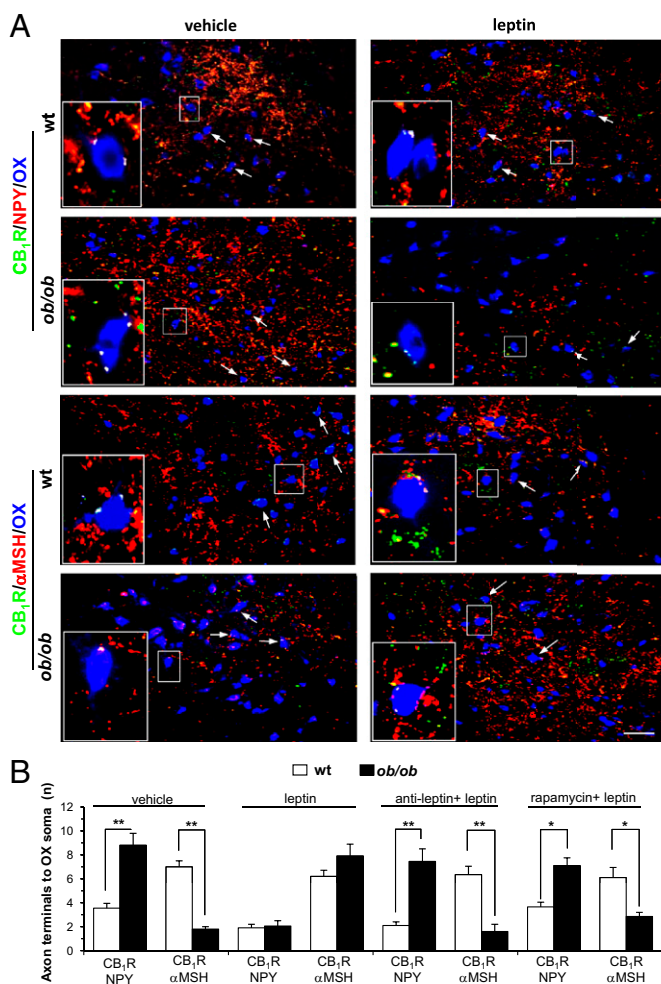 A
vehicle
leptin
CB₁R/NPY/OX
wt
ob/ob
CB₁R/αMSH/OX
wt
ob/ob
B
wt
ob/ob
vehicle
leptin
anti-leptin+ leptin
rapamycin+ leptin
Axon terminals to OX soma (n)
12
10
8
6
4
2
0
**
**
**
**
*
*
CB₁R
NPY
CB₁R
αMSH
CB₁R
NPY
CB₁R
αMSH
CB₁R
NPY
CB₁R
αMSH
CB₁R
NPY
CB₁R
αMSH